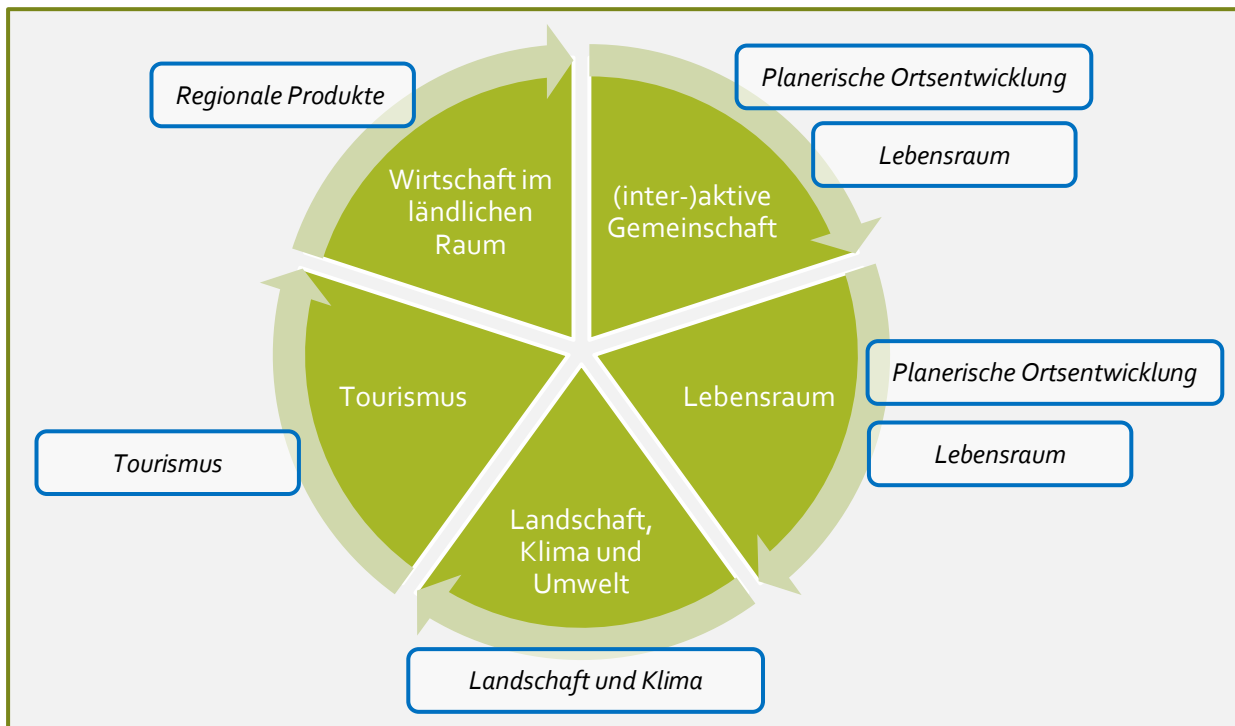 Regionale Produkte
Planerische Ortsentwicklung
Lebensraum
Wirtschaft im
ländlichen
Raum
(inter-)aktive
Gemeinschaft
Planerische Ortsentwicklung
Lebensraum
Tourismus
Lebensraum
Tourismus
Landschaft,
Klima und
Umwelt
Landschaft und Klima